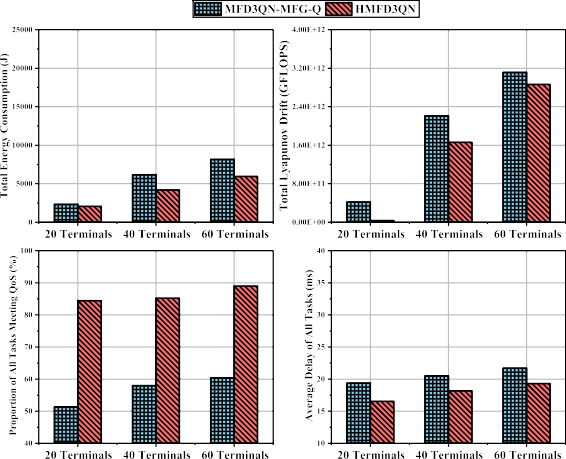 MFD3QN-MFG-Q HMFD3QN
Total Energy Consumption (J)
25000
20000
15000
10000
5000
0
20 Terminals 40 Terminals 60 Terminals
Total Lyapunov Drift (GFLOPS)
4.00E+12
3.20E+12
2.40E+12
1.60E+12
8.00E+11
0.00E+00
20 Terminals 40 Terminals 60 Terminals
Proportion of All Tasks Meeting QoS (%)
100
90
80
70
60
50
40
20 Terminals 40 Terminals 60 Terminals
Average Delay of All Tasks (ms)
40
35
30
25
20
15
10
20 Terminals 40 Terminals 60 Terminals